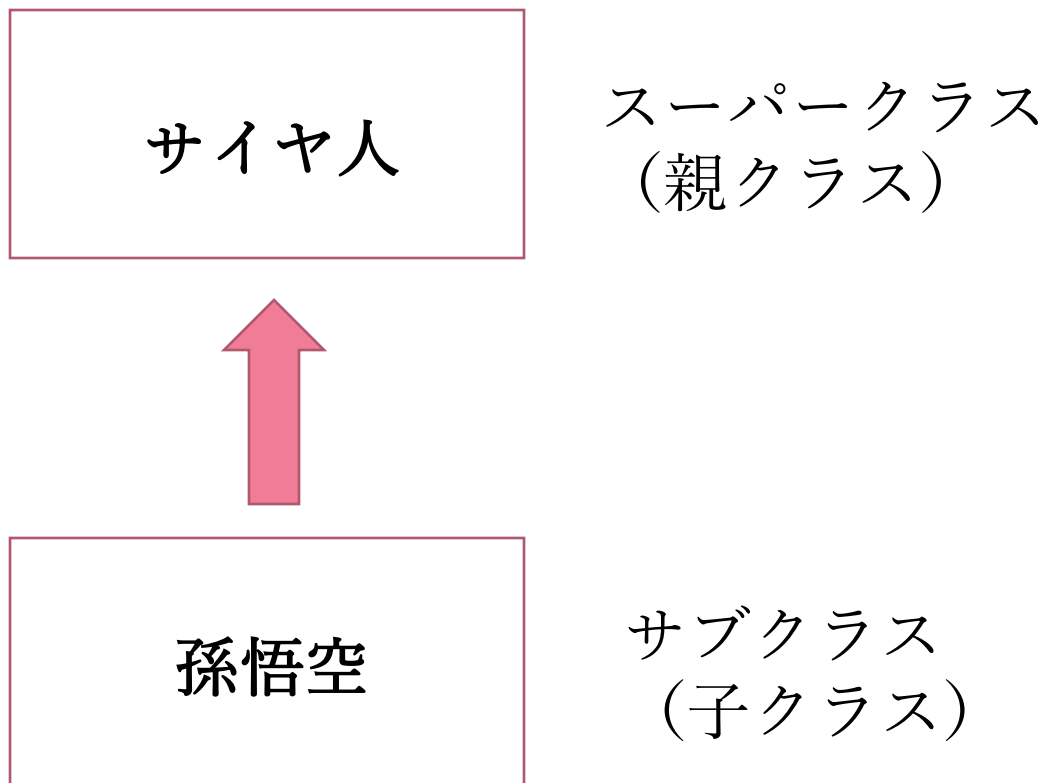 サイヤ人
スーパークラス
（親クラス）
孫悟空
サブクラス
（子クラス）